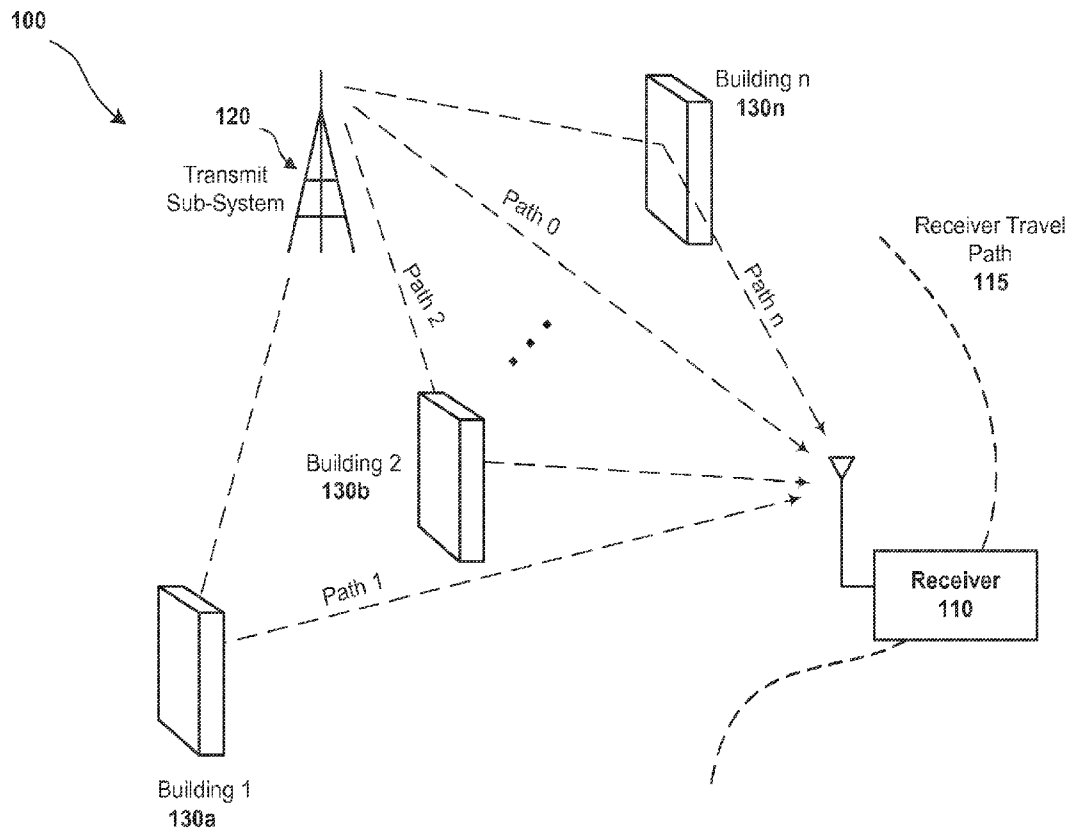 100
120
Transmit
Sub-System
Building n
130n
Path 0
Path 2
Path n
Receiver Travel
Path
115
Building 2
130b
Path 1
Receiver
110
Building 1
130a